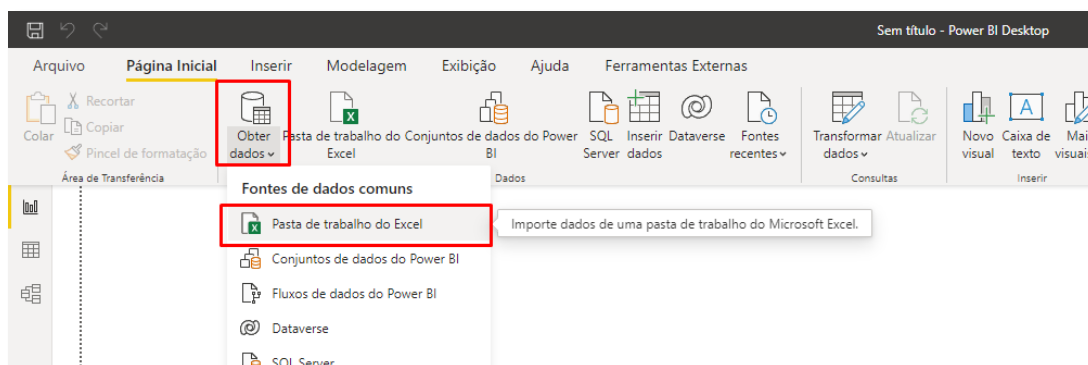 Sem título - Power BI Desktop
Arquivo Página Inicial Inserir Modelagem Exibição Ajuda Ferramentas Externas
Colar
Recortar
Copiar
Pincel de formatação
Área de Transferência
Obter dados
Pasta de trabalho do Excel
Conjuntos de dados do Power BI
SQL Server
Inserir dados
Dataverse
Fontes recentes
Dados
Transformar dados
Atualizar
Consultas
Novo visual
Caixa de texto
Mai
visuais
Inserir
Fontes de dados comuns
Pasta de trabalho do Excel
Importe dados de uma pasta de trabalho do Microsoft Excel.
Conjuntos de dados do Power BI
Fluxos de dados do Power BI
Dataverse
SQL Server